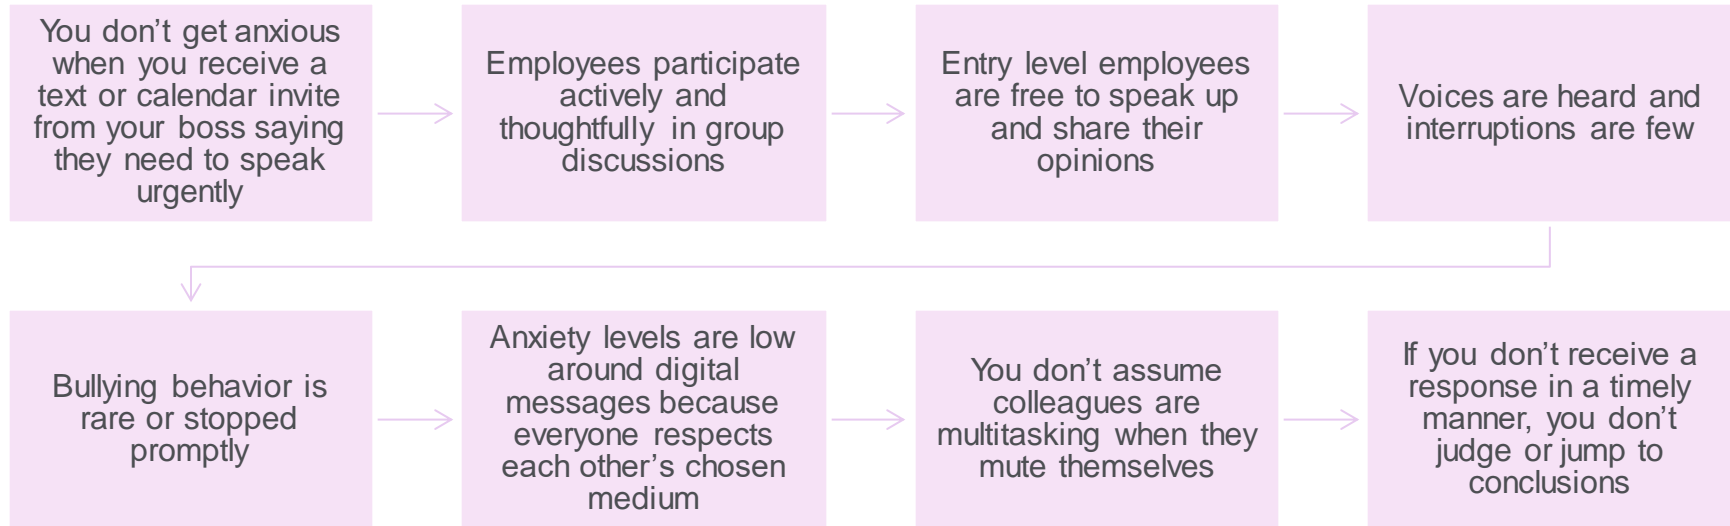 You don’t get anxious
when you receive a
text or calendar invite
from your boss saying
they need to speak
urgently
Employees participate
actively and
thoughtfully in group
discussions
Entry level employees
are free to speak up
and share their
opinions
Voices are heard and
interruptions are few
Bullying behavior is
rare or stopped
promptly
Anxiety levels are low
around digital
messages because
everyone respects
each other’s chosen
medium
You don’t assume
colleagues are
multitasking when they
mute themselves
If you don’t receive a
response in a timely
manner, you don’t
judge or jump to
conclusions